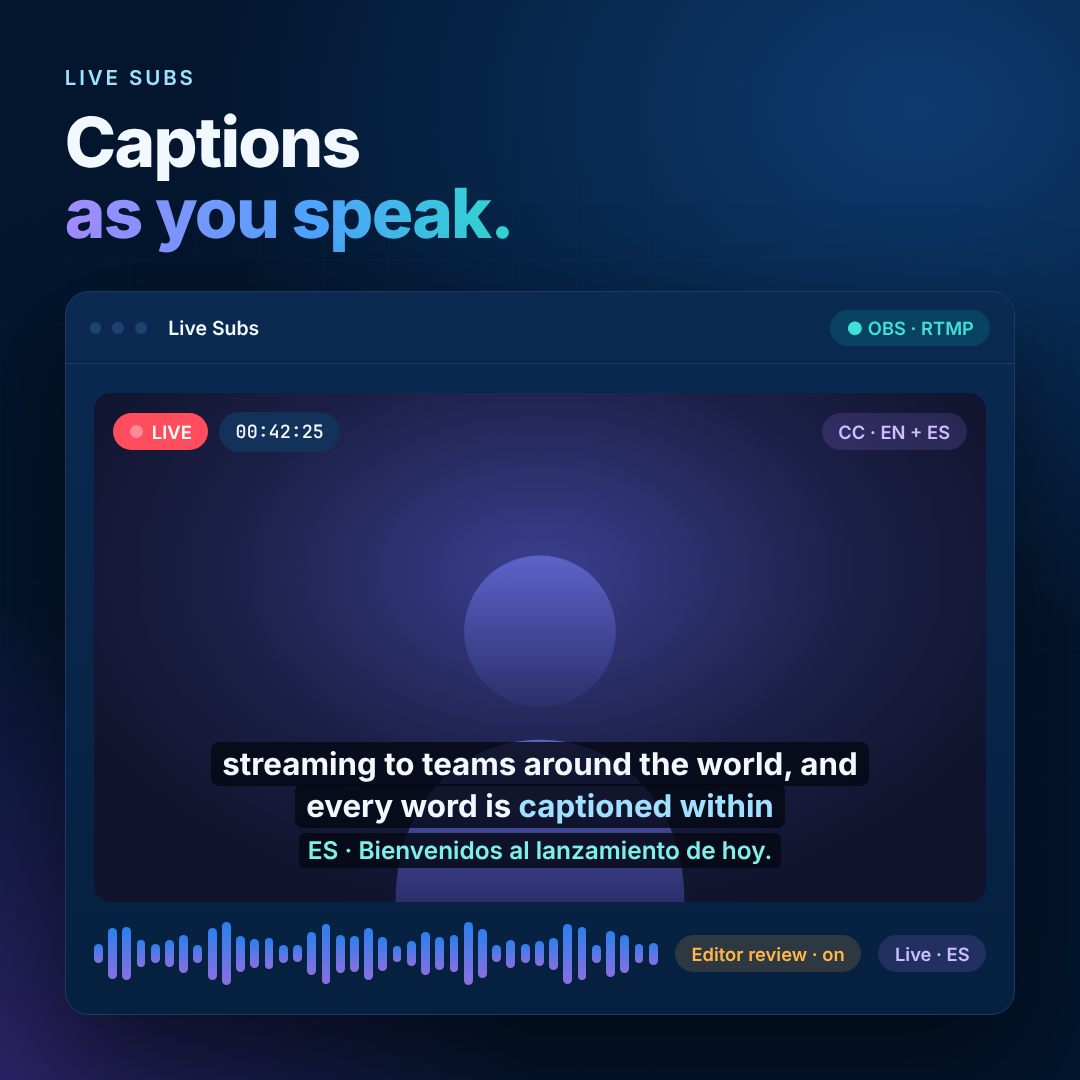 LIVE SUBS
Captions
as you speak.
Live Subs
OBS · RTMP
LIVE
00:42:25
CC · EN + ES
streaming to teams around the world, and
every word is captioned within
ES · Bienvenidos al lanzamiento de hoy.
Editor review · on
Live · ES